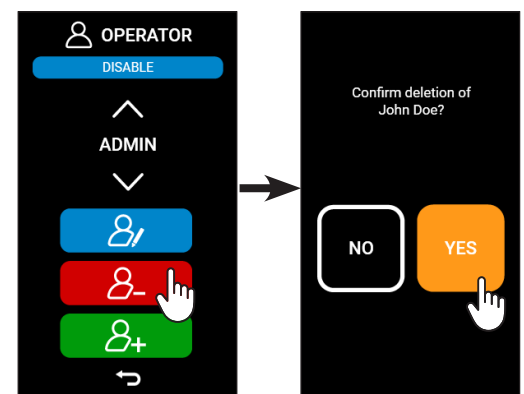 OPERATOR
DISABLE
ADMIN
Confirm deletion of
John Doe?
NO
YES